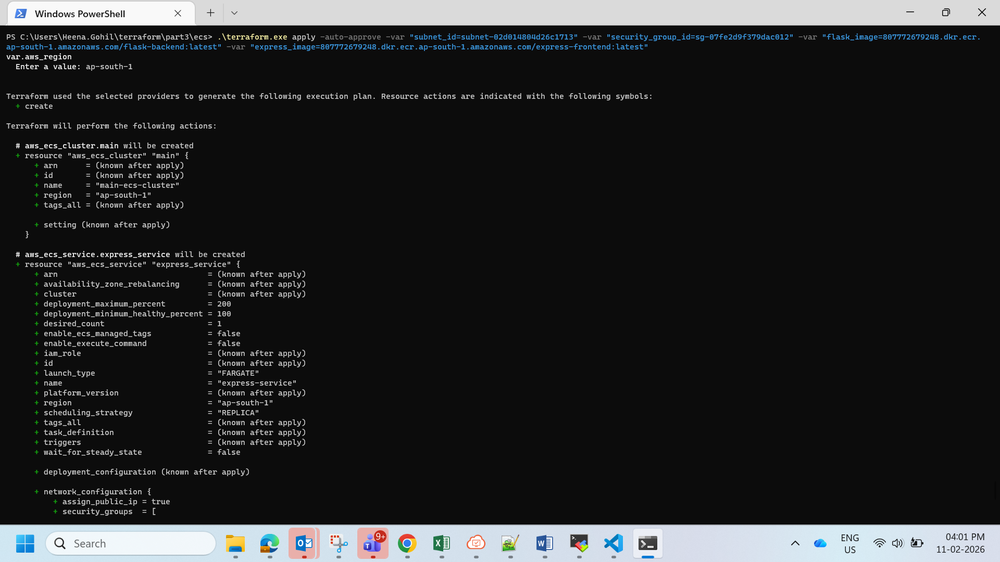 Windows PowerShell
PS C:\Users\Heena.Gohil\terraform\part3\ecs> .\terraform.exe apply -auto-approve -var "subnet_id=subnet-02d014804d26c1713" -var "security_group_id=sg-07fe2d9f379dac012" -var "flask_image=807772679248.dkr.ecr.
ap-south-1.amazonaws.com/flask-backend:latest" -var "express_image=807772679248.dkr.ecr.ap-south-1.amazonaws.com/express-frontend:latest"
var.aws_region
  Enter a value: ap-south-1
Terraform used the selected providers to generate the following execution plan. Resource actions are indicated with the following symbols:
  + create
Terraform will perform the following actions:
  # aws_ecs_cluster.main will be created
  + resource "aws_ecs_cluster" "main" {
      + arn      = (known after apply)
      + id       = (known after apply)
      + name     = "main-ecs-cluster"
      + region   = "ap-south-1"
      + tags_all = (known after apply)
      + setting (known after apply)
    }
  # aws_ecs_service.express_service will be created
  + resource "aws_ecs_service" "express_service" {
      + arn                                = (known after apply)
      + availability_zone_rebalancing      = (known after apply)
      + cluster                            = (known after apply)
      + deployment_maximum_percent         = 200
      + deployment_minimum_healthy_percent = 100
      + desired_count                      = 1
      + enable_ecs_managed_tags            = false
      + enable_execute_command             = false
      + iam_role                           = (known after apply)
      + id                                 = (known after apply)
      + launch_type                        = "FARGATE"
      + name                               = "express-service"
      + platform_version                   = (known after apply)
      + region                             = "ap-south-1"
      + scheduling_strategy                = "REPLICA"
      + tags_all                           = (known after apply)
      + task_definition                    = (known after apply)
      + triggers                           = (known after apply)
      + wait_for_steady_state              = false
      + deployment_configuration (known after apply)
      + network_configuration {
          + assign_public_ip = true
          + security_groups  = [
Search
9+
ENG
US
04:01 PM
11-02-2026